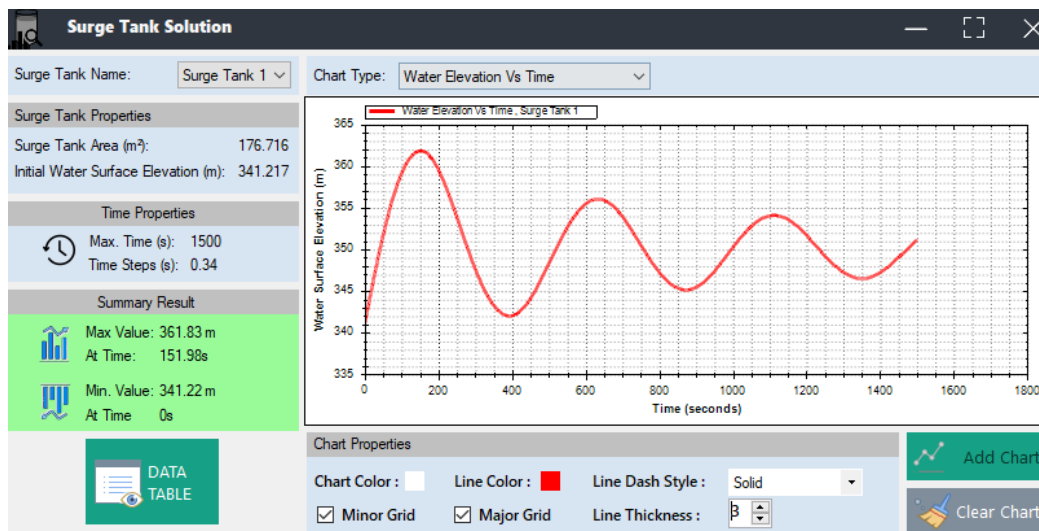 Surge Tank Solution
Surge Tank Name: Surge Tank 1
Chart Type: Water Elevation Vs Time
Surge Tank Properties
Surge Tank Area (m²): 176.716
Initial Water Surface Elevation (m): 341.217
Time Properties
Max. Time (s): 1500
Time Steps (s): 0.34
Summary Result
Max Value: 361.83 m
At Time: 151.98s
Min. Value: 341.22 m
At Time 0s
DATA
TABLE
Water Elevation Vs Time , Surge Tank 1
Water Surface Elevation (m)
365
360
355
350
345
340
335
0 200 400 600 800 1000 1200 1400 1600 1800
Time (seconds)
Chart Properties
Chart Color : Line Color : Line Dash Style : Solid
Minor Grid Major Grid Line Thickness : 3
Add Chart
Clear Chart